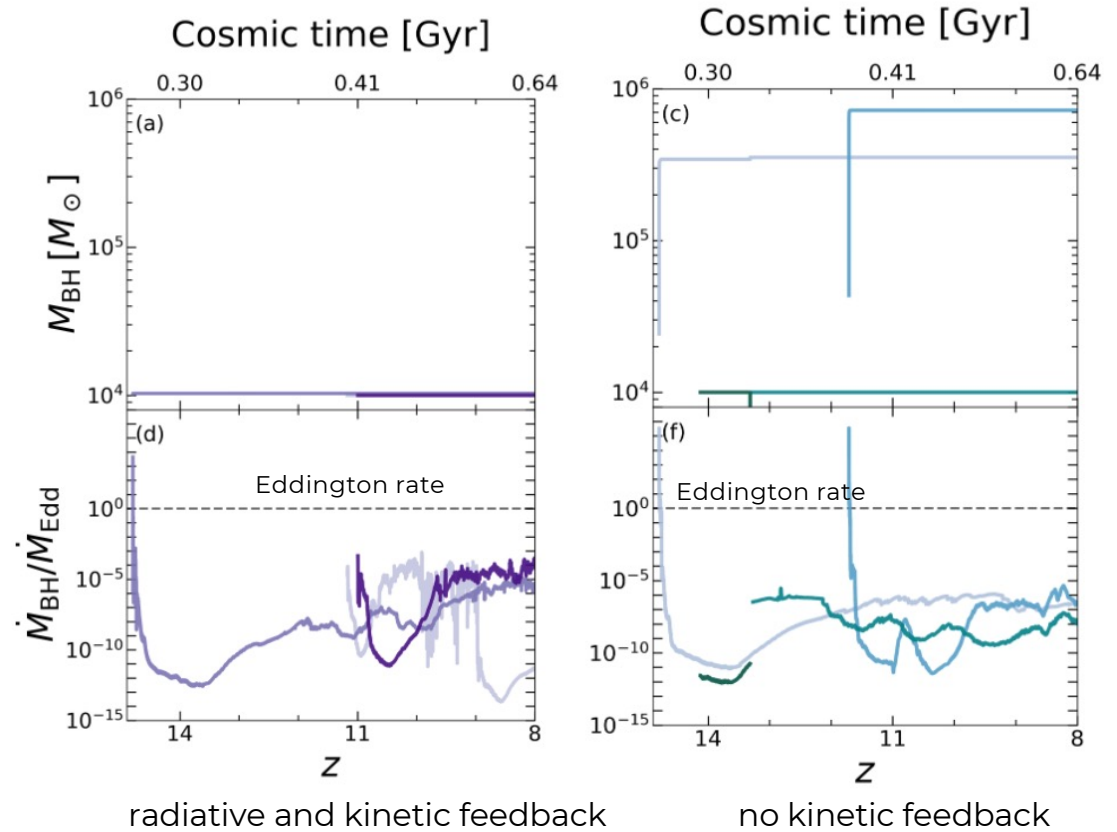 Cosmic time [Gyr]
0.30 0.41 0.64
(a)
10⁶
10⁵
10⁴
M_BH [M_⊙]
(d)
Eddington rate
10⁰
10⁻⁵
10⁻¹⁰
10⁻¹⁵
Ṁ_BH/Ṁ_Edd
14 11 8
z
radiative and kinetic feedback
Cosmic time [Gyr]
0.30 0.41 0.64
(c)
10⁶
10⁵
10⁴
(f)
Eddington rate
10⁰
10⁻⁵
10⁻¹⁰
10⁻¹⁵
14 11 8
z
no kinetic feedback